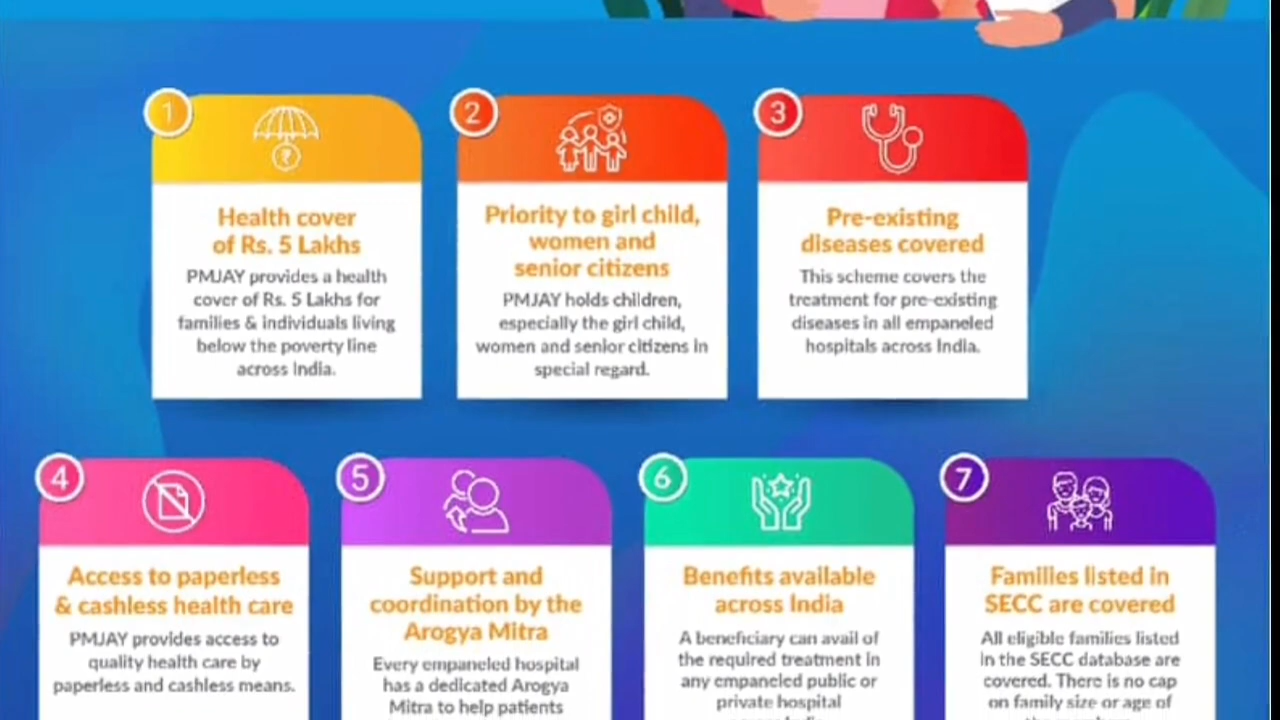 1
Health cover
of Rs. 5 Lakhs
PMJAY provides a health
cover of Rs. 5 Lakhs for
families & individuals living
below the poverty line
across India.
2
Priority to girl child,
women and
senior citizens
PMJAY holds children,
especially the girl child,
women and senior citizens in
special regard.
3
Pre-existing
diseases covered
This scheme covers the
treatment for pre-existing
diseases in all empaneled
hospitals across India.
4
Access to paperless
& cashless health care
PMJAY provides access to
quality health care by
paperless and cashless means.
5
Support and
coordination by the
Arogya Mitra
Every empaneled hospital
has a dedicated Arogya
Mitra to help patients
6
Benefits available
across India
A beneficiary can avail of
the required treatment in
any empaneled public or
private hospital
7
Families listed in
SECC are covered
All eligible families listed
in the SECC database are
covered. There is no cap
on family size or age of